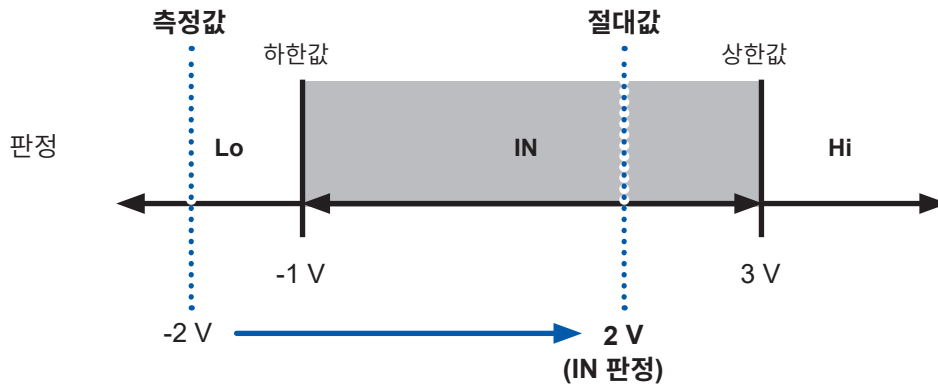 측정값 절대값
하한값 상한값
판정 Lo IN Hi
-1 V 3 V
-2 V 2 V
(IN 판정)